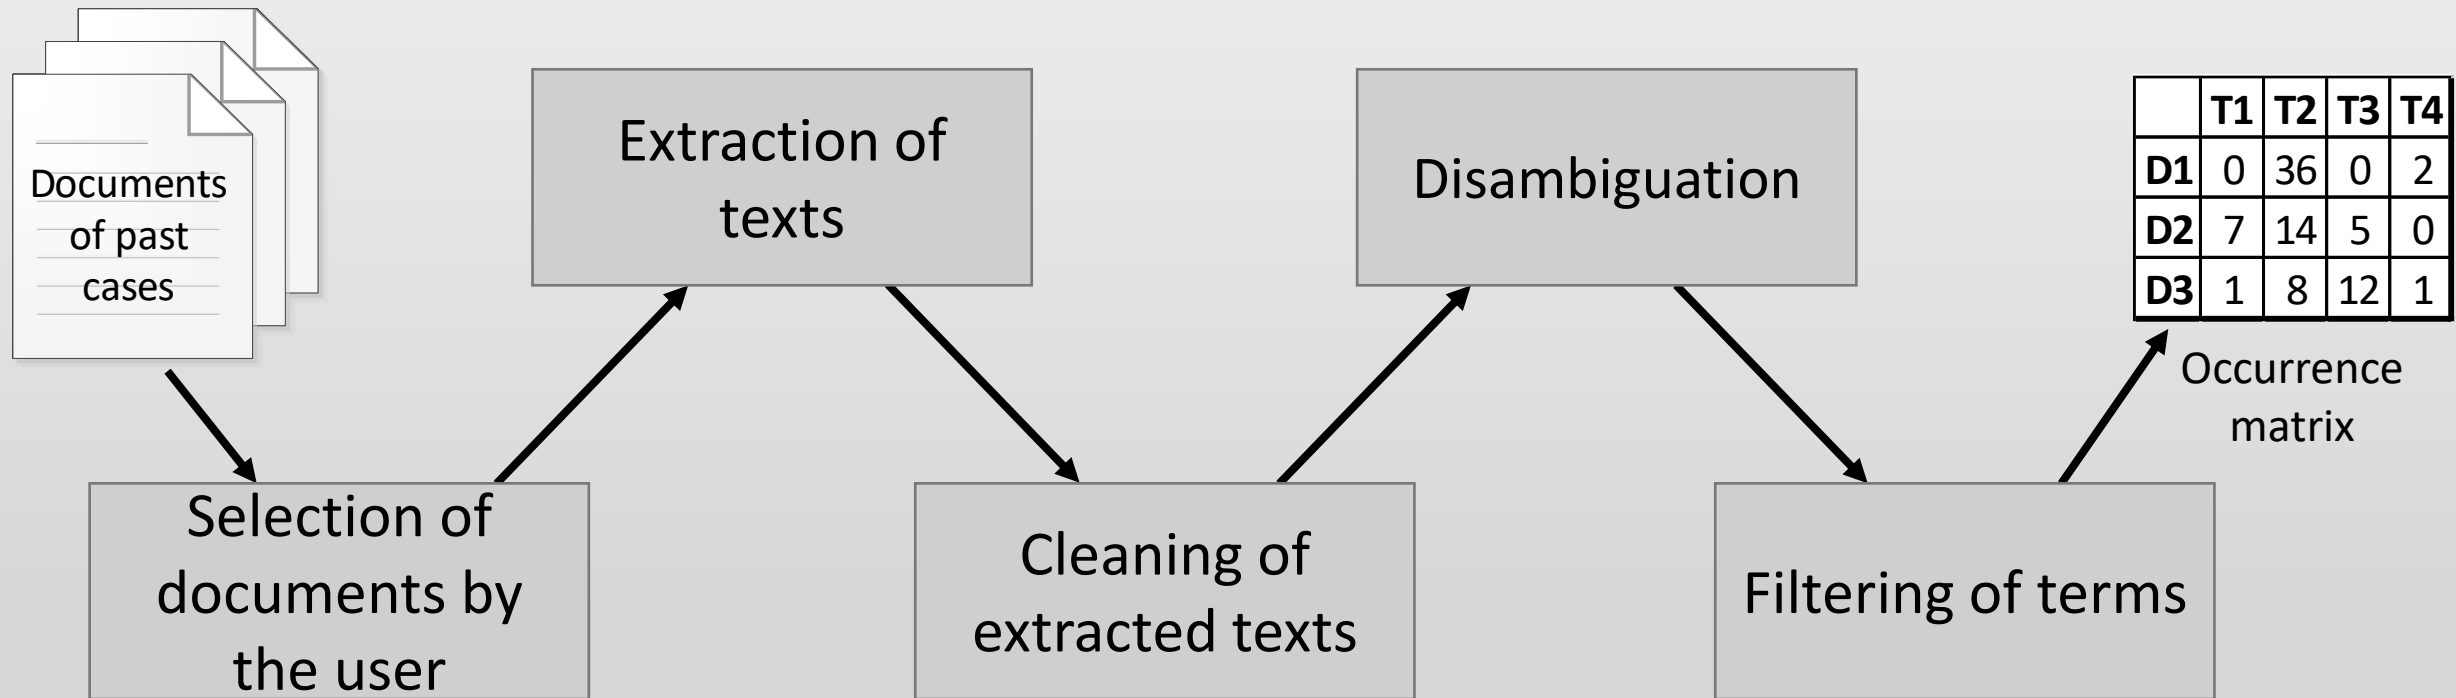 Documents
of past
cases
Selection of
documents by
the user
Extraction of
texts
Cleaning of
extracted texts
Disambiguation
Filtering of terms
T1 T2 T3 T4
D1 0 36 0 2
D2 7 14 5 0
D3 1 8 12 1
Occurrence
matrix